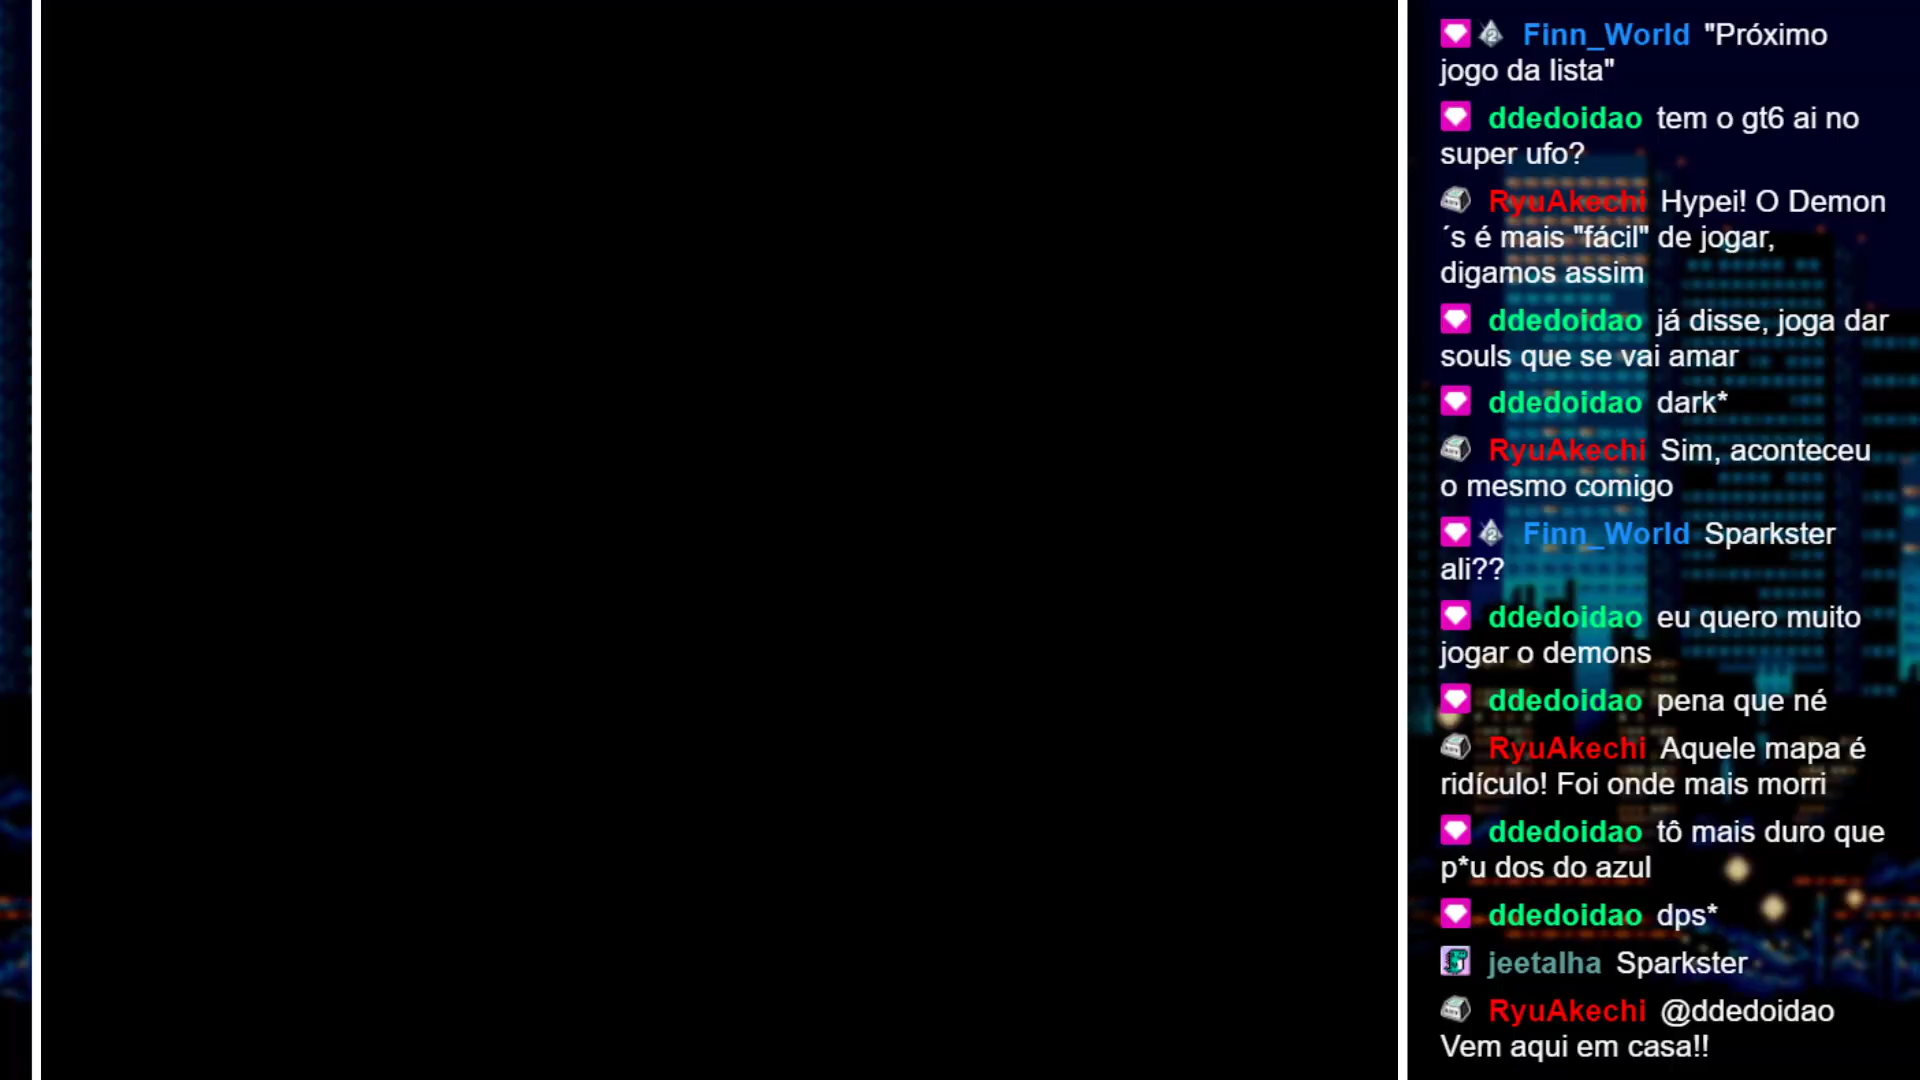 Finn_World "Próximo
jogo da lista"
ddedoidao tem o gt6 ai no
super ufo?
RyuAkechi Hypei! O Demon
´s é mais "fácil" de jogar,
digamos assim
ddedoidao já disse, joga dar
souls que se vai amar
ddedoidao dark*
RyuAkechi Sim, aconteceu
o mesmo comigo
Finn_World Sparkster
ali??
ddedoidao eu quero muito
jogar o demons
ddedoidao pena que né
RyuAkechi Aquele mapa é
ridículo! Foi onde mais morri
ddedoidao tô mais duro que
p*u dos do azul
ddedoidao dps*
jeetalha Sparkster
RyuAkechi @ddedoidao
Vem aqui em casa!!